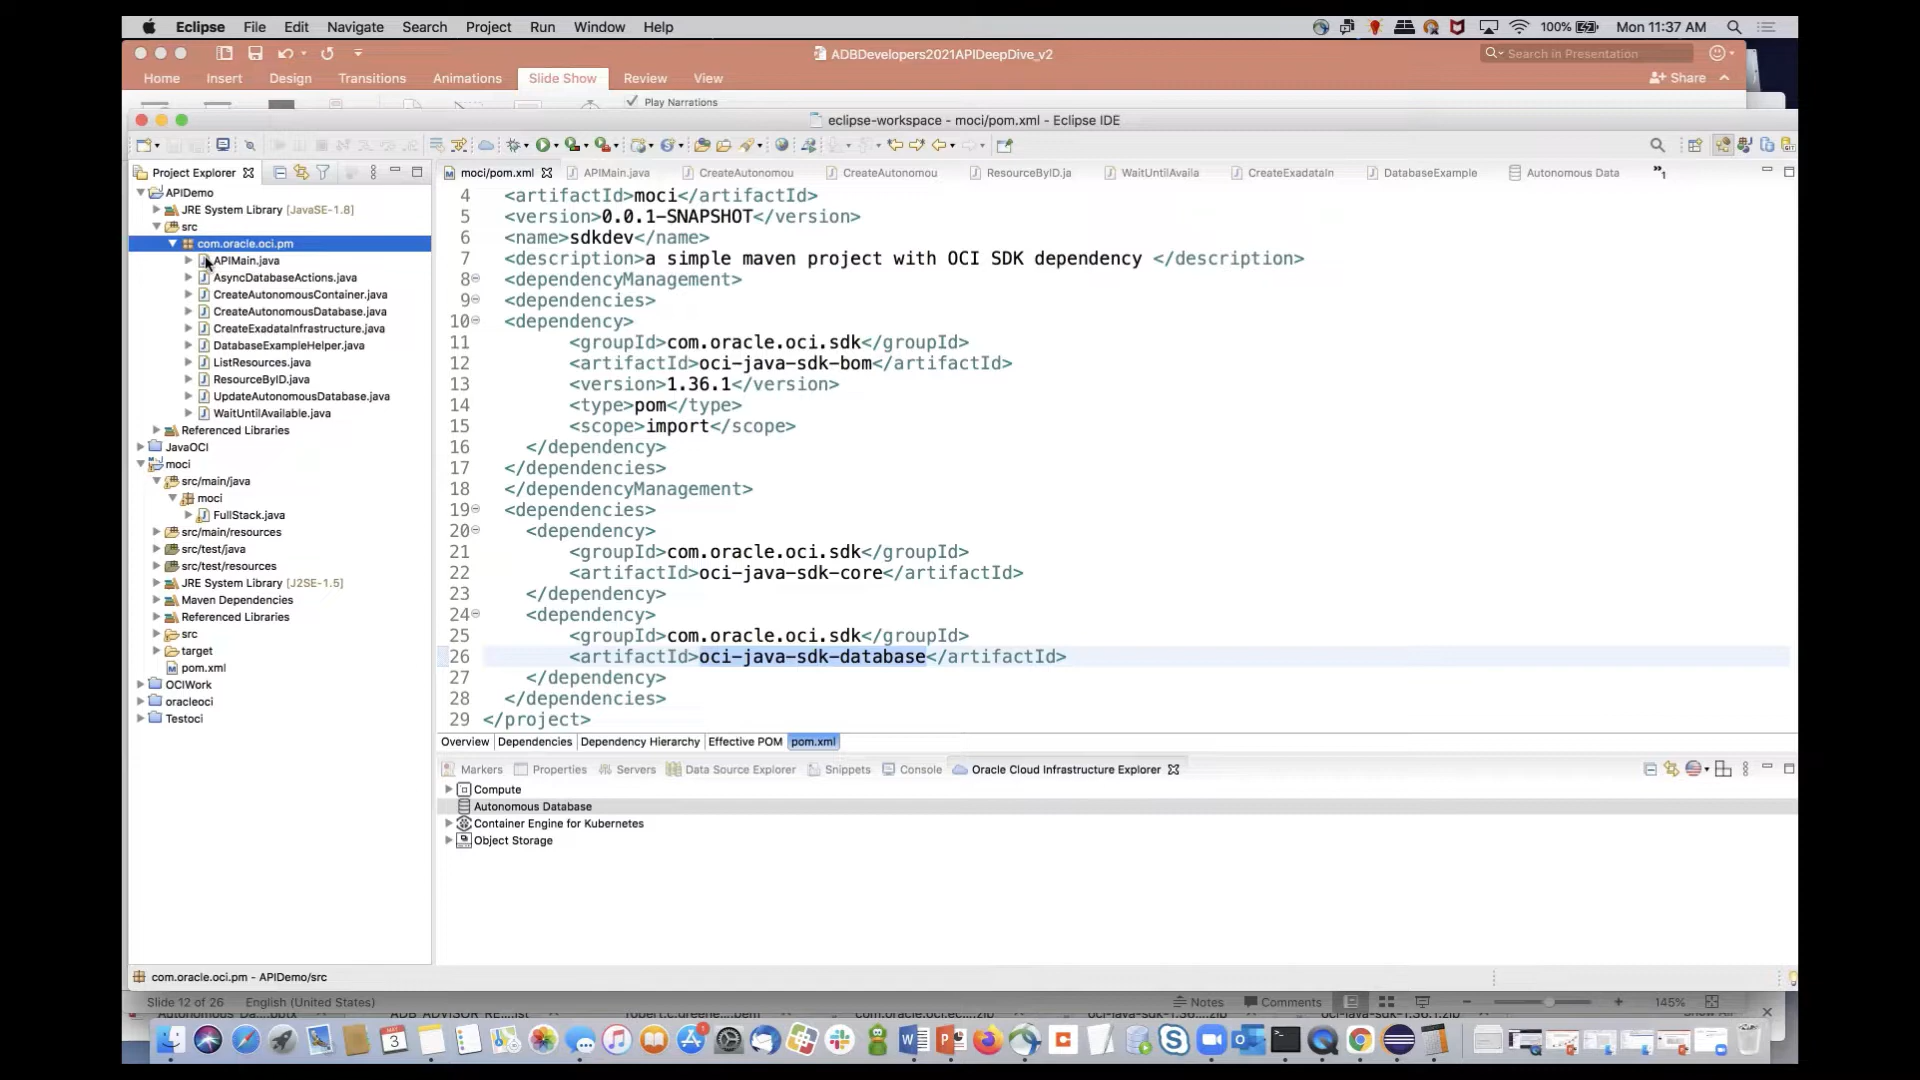 Eclipse File Edit Navigate Search Project Run Window Help 100% Mon 11:37 AM
ADBDevelopers2021APIDeepDive_v2 Search in Presentation
Home Insert Design Transitions Animations Slide Show Review View Share
Play Narrations
eclipse-workspace - moci/pom.xml - Eclipse IDE
Project Explorer
APIDemo
JRE System Library [JavaSE-1.8]
src
com.oracle.oci.pm
APIMain.java
AsyncDatabaseActions.java
CreateAutonomousContainer.java
CreateAutonomousDatabase.java
CreateExadataInfrastructure.java
DatabaseExampleHelper.java
ListResources.java
ResourceByID.java
UpdateAutonomousDatabase.java
WaitUntilAvailable.java
Referenced Libraries
JavaOCI
moci
src/main/java
moci
FullStack.java
src/main/resources
src/test/java
src/test/resources
JRE System Library [J2SE-1.5]
Maven Dependencies
Referenced Libraries
src
target
pom.xml
OCIWork
oracleoci
Testoci
moci/pom.xml APIMain.java CreateAutonomou CreateAutonomou ResourceByID.ja WaitUntilAvaila CreateExadataIn DatabaseExample Autonomous Data »1
4 <artifactId>moci</artifactId>
5 <version>0.0.1-SNAPSHOT</version>
6 <name>sdkdev</name>
7 <description>a simple maven project with OCI SDK dependency </description>
8 <dependencyManagement>
9 <dependencies>
10 <dependency>
11 <groupId>com.oracle.oci.sdk</groupId>
12 <artifactId>oci-java-sdk-bom</artifactId>
13 <version>1.36.1</version>
14 <type>pom</type>
15 <scope>import</scope>
16 </dependency>
17 </dependencies>
18 </dependencyManagement>
19 <dependencies>
20 <dependency>
21 <groupId>com.oracle.oci.sdk</groupId>
22 <artifactId>oci-java-sdk-core</artifactId>
23 </dependency>
24 <dependency>
25 <groupId>com.oracle.oci.sdk</groupId>
26 <artifactId>oci-java-sdk-database</artifactId>
27 </dependency>
28 </dependencies>
29 </project>
Overview Dependencies Dependency Hierarchy Effective POM pom.xml
Markers Properties Servers Data Source Explorer Snippets Console Oracle Cloud Infrastructure Explorer
Compute
Autonomous Database
Container Engine for Kubernetes
Object Storage
com.oracle.oci.pm - APIDemo/src
Slide 12 of 26 English (United States) Notes Comments 145%